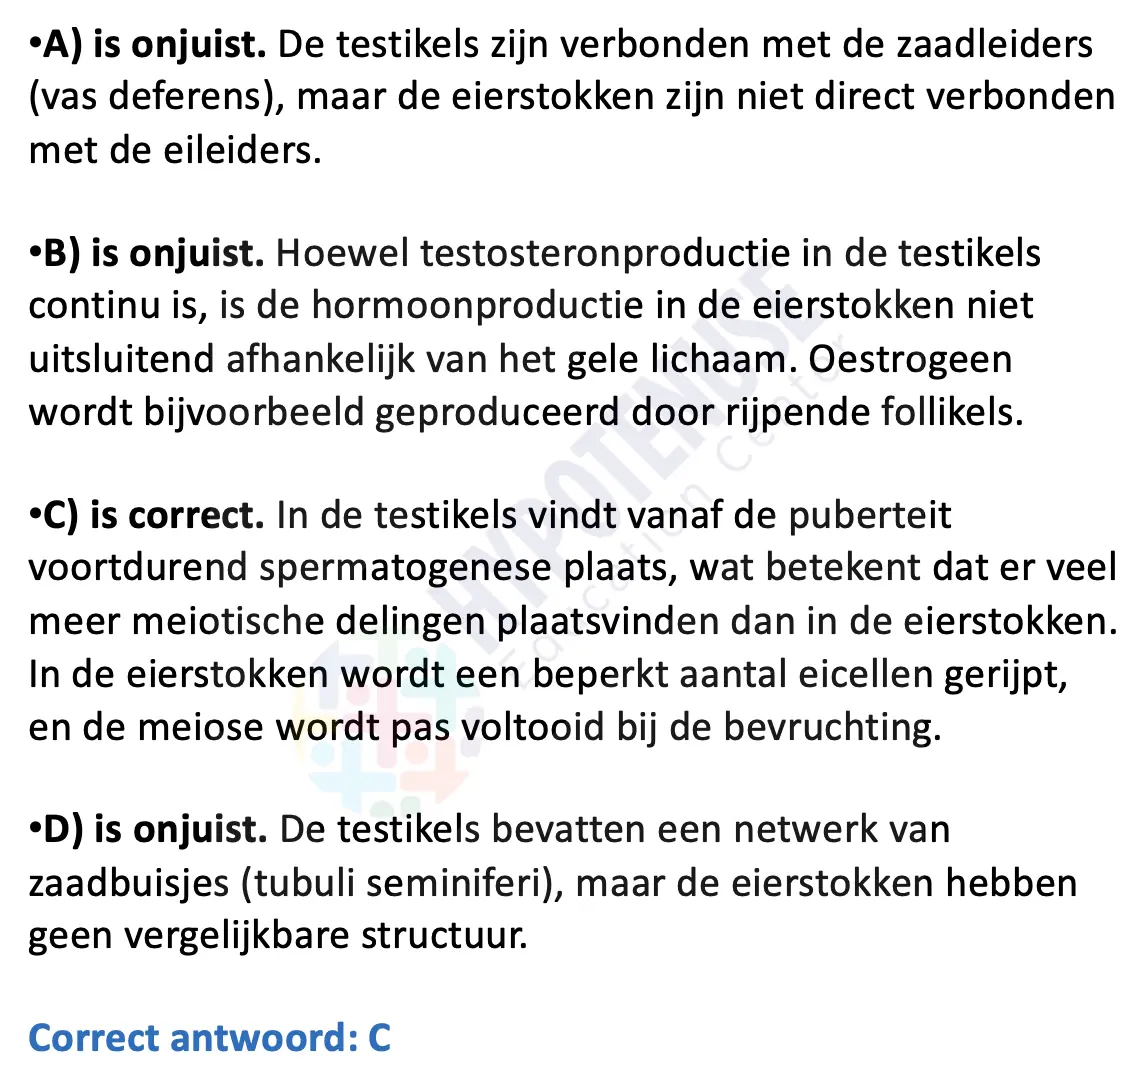 •A) is onjuist. De testikels zijn verbonden met de zaadleiders
(vas deferens), maar de eierstokken zijn niet direct verbonden
met de eileiders.
•B) is onjuist. Hoewel testosteronproductie in de testikels
continu is, is de hormoonproductie in de eierstokken niet
uitsluitend afhankelijk van het gele lichaam. Oestrogeen
wordt bijvoorbeeld geproduceerd door rijpende follikels.
•C) is correct. In de testikels vindt vanaf de puberteit
voortdurend spermatogenese plaats, wat betekent dat er veel
meer meiotische delingen plaatsvinden dan in de eierstokken.
In de eierstokken wordt een beperkt aantal eicellen gerijpt,
en de meiose wordt pas voltooid bij de bevruchting.
•D) is onjuist. De testikels bevatten een netwerk van
zaadbuisjes (tubuli seminiferi), maar de eierstokken hebben
geen vergelijkbare structuur.
Correct antwoord: C
HYPOTENUSE
Education Center